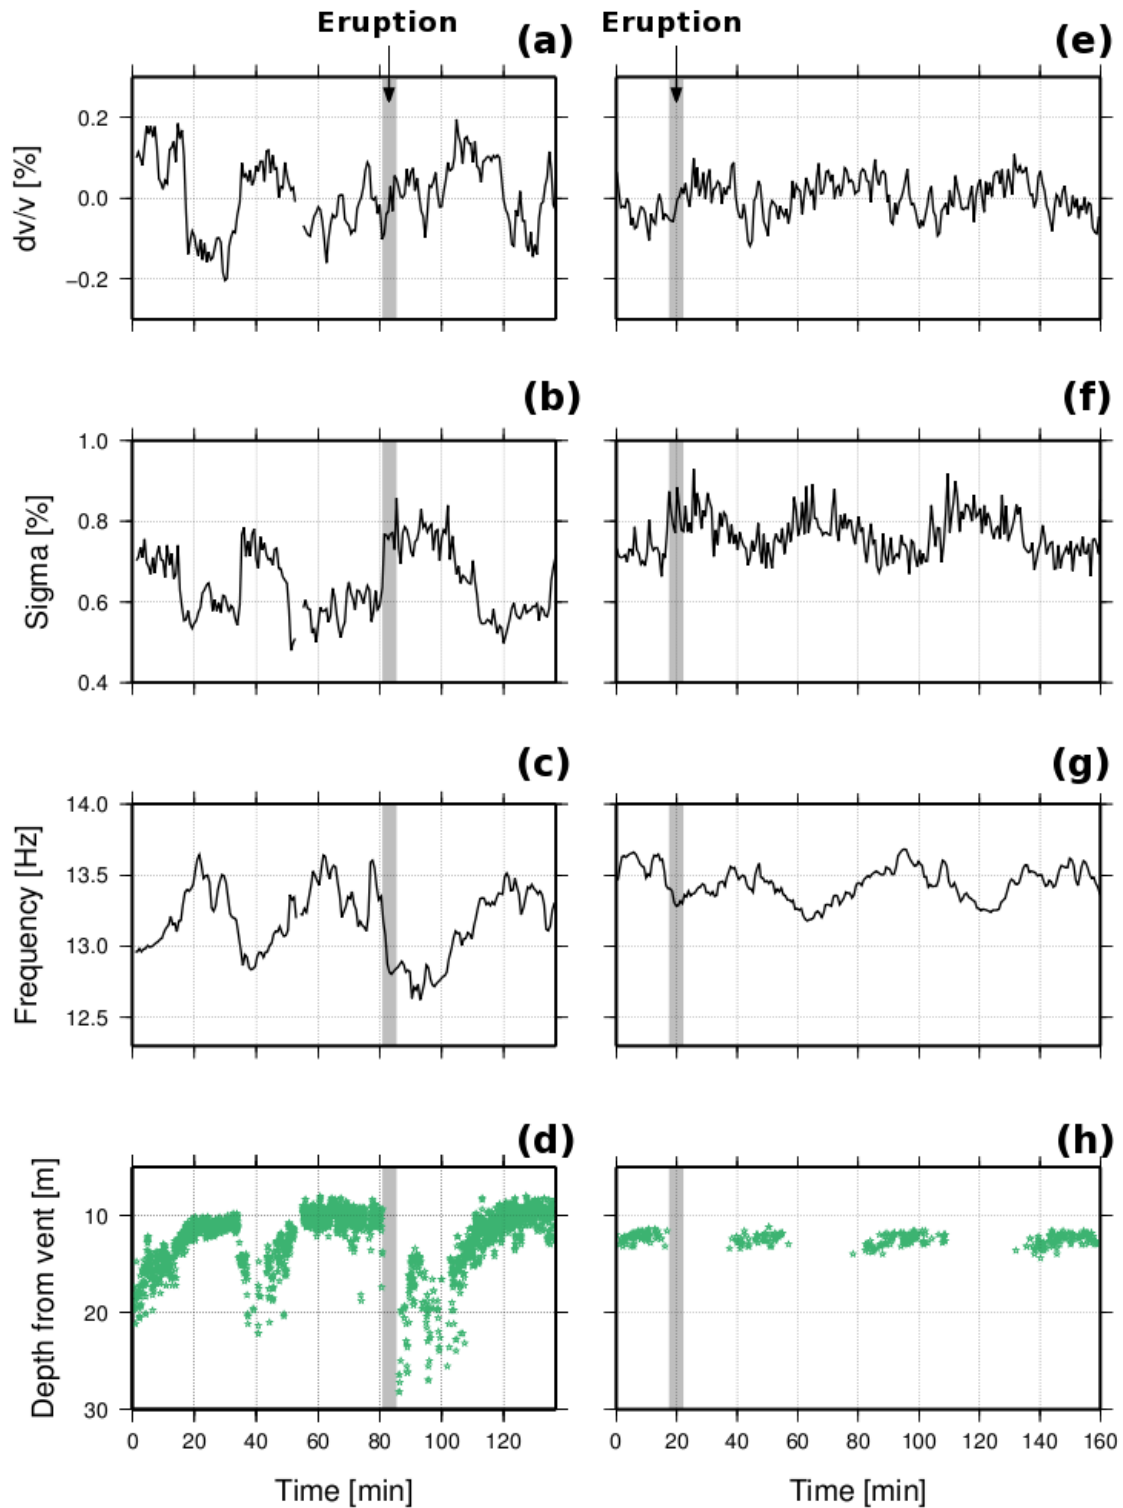 Eruption Eruption
(a) (e)
dv/v [%]
0.2
0.0
−0.2
(b) (f)
Sigma [%]
1.0
0.8
0.6
0.4
(c) (g)
Frequency [Hz]
14.0
13.5
13.0
12.5
(d) (h)
Depth from vent [m]
10
20
30
0 20 40 60 80 100 120
0 20 40 60 80 100 120 140 160
Time [min] Time [min]